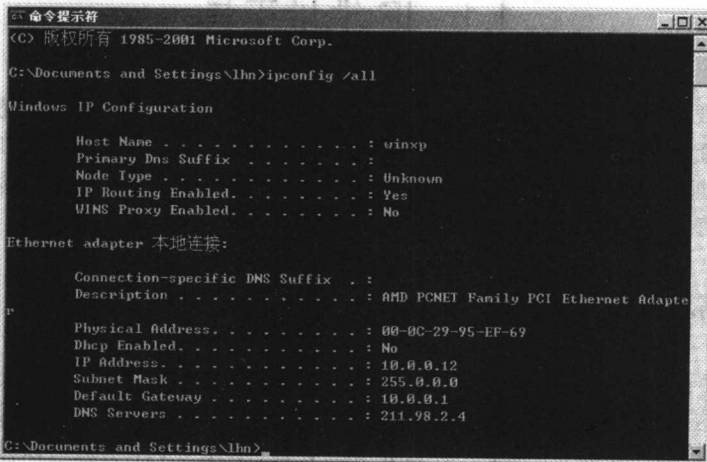 命令提示符
(C) 版权所有 1985-2001 Microsoft Corp.
C:\Documents and Settings\lhn>ipconfig /all
Windows IP Configuration
Host Name . . . . . . . . . . . . : winxp
Primary Dns Suffix . . . . . . . :
Node Type . . . . . . . . . . . . : Unknown
IP Routing Enabled. . . . . . . . : Yes
WINS Proxy Enabled. . . . . . . . : No
Ethernet adapter 本地连接:
Connection-specific DNS Suffix . :
Description . . . . . . . . . . . : AMD PCNET Family PCI Ethernet Adapte
r
Physical Address. . . . . . . . . : 00-0C-29-95-EF-69
Dhcp Enabled. . . . . . . . . . . : No
IP Address. . . . . . . . . . . . : 10.0.0.12
Subnet Mask . . . . . . . . . . . : 255.0.0.0
Default Gateway . . . . . . . . . : 10.0.0.1
DNS Servers . . . . . . . . . . . : 211.98.2.4
C:\Documents and Settings\lhn>